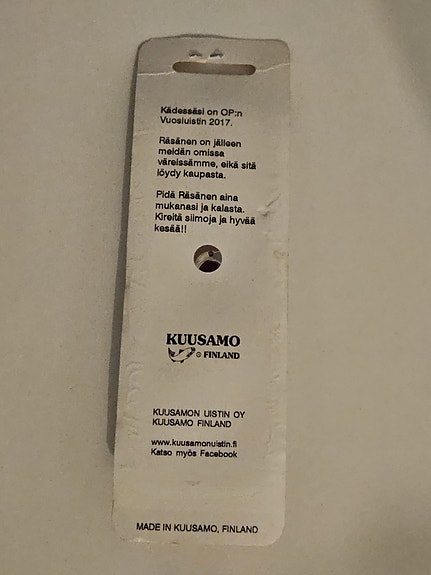 Kädessäsi on OP:n
Vuosiuistin 2017.
Räsänen on jälleen
meidän omissa
väreissämme, eikä sitä
löydy kaupasta.
Pidä Räsänen aina
mukanasi ja kalasta.
Kireitä siimoja ja hyvää
kesää!!
KUUSAMO
® FINLAND
KUUSAMON UISTIN OY
KUUSAMO FINLAND
www.kuusamonuistin.fi
Katso myös Facebook
MADE IN KUUSAMO, FINLAND